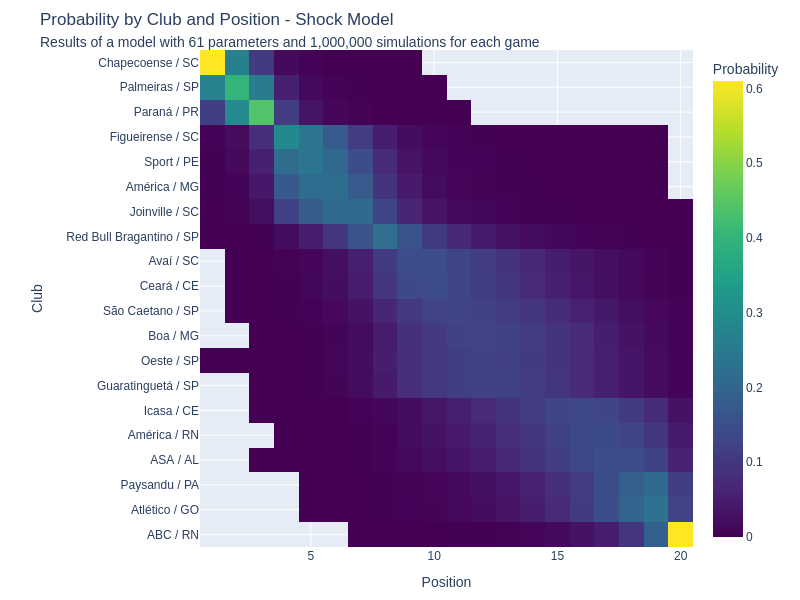 Probability by Club and Position - Shock Model
Results of a model with 61 parameters and 1,000,000 simulations for each game
Chapecoense / SC
Palmeiras / SP
Paraná / PR
Figueirense / SC
Sport / PE
América / MG
Joinville / SC
Red Bull Bragantino / SP
Avaí / SC
Ceará / CE
São Caetano / SP
Boa / MG
Oeste / SP
Guaratinguetá / SP
Icasa / CE
América / RN
ASA / AL
Paysandu / PA
Atlético / GO
ABC / RN
Club
5
10
15
20
Position
Probability
0.6
0.5
0.4
0.3
0.2
0.1
0